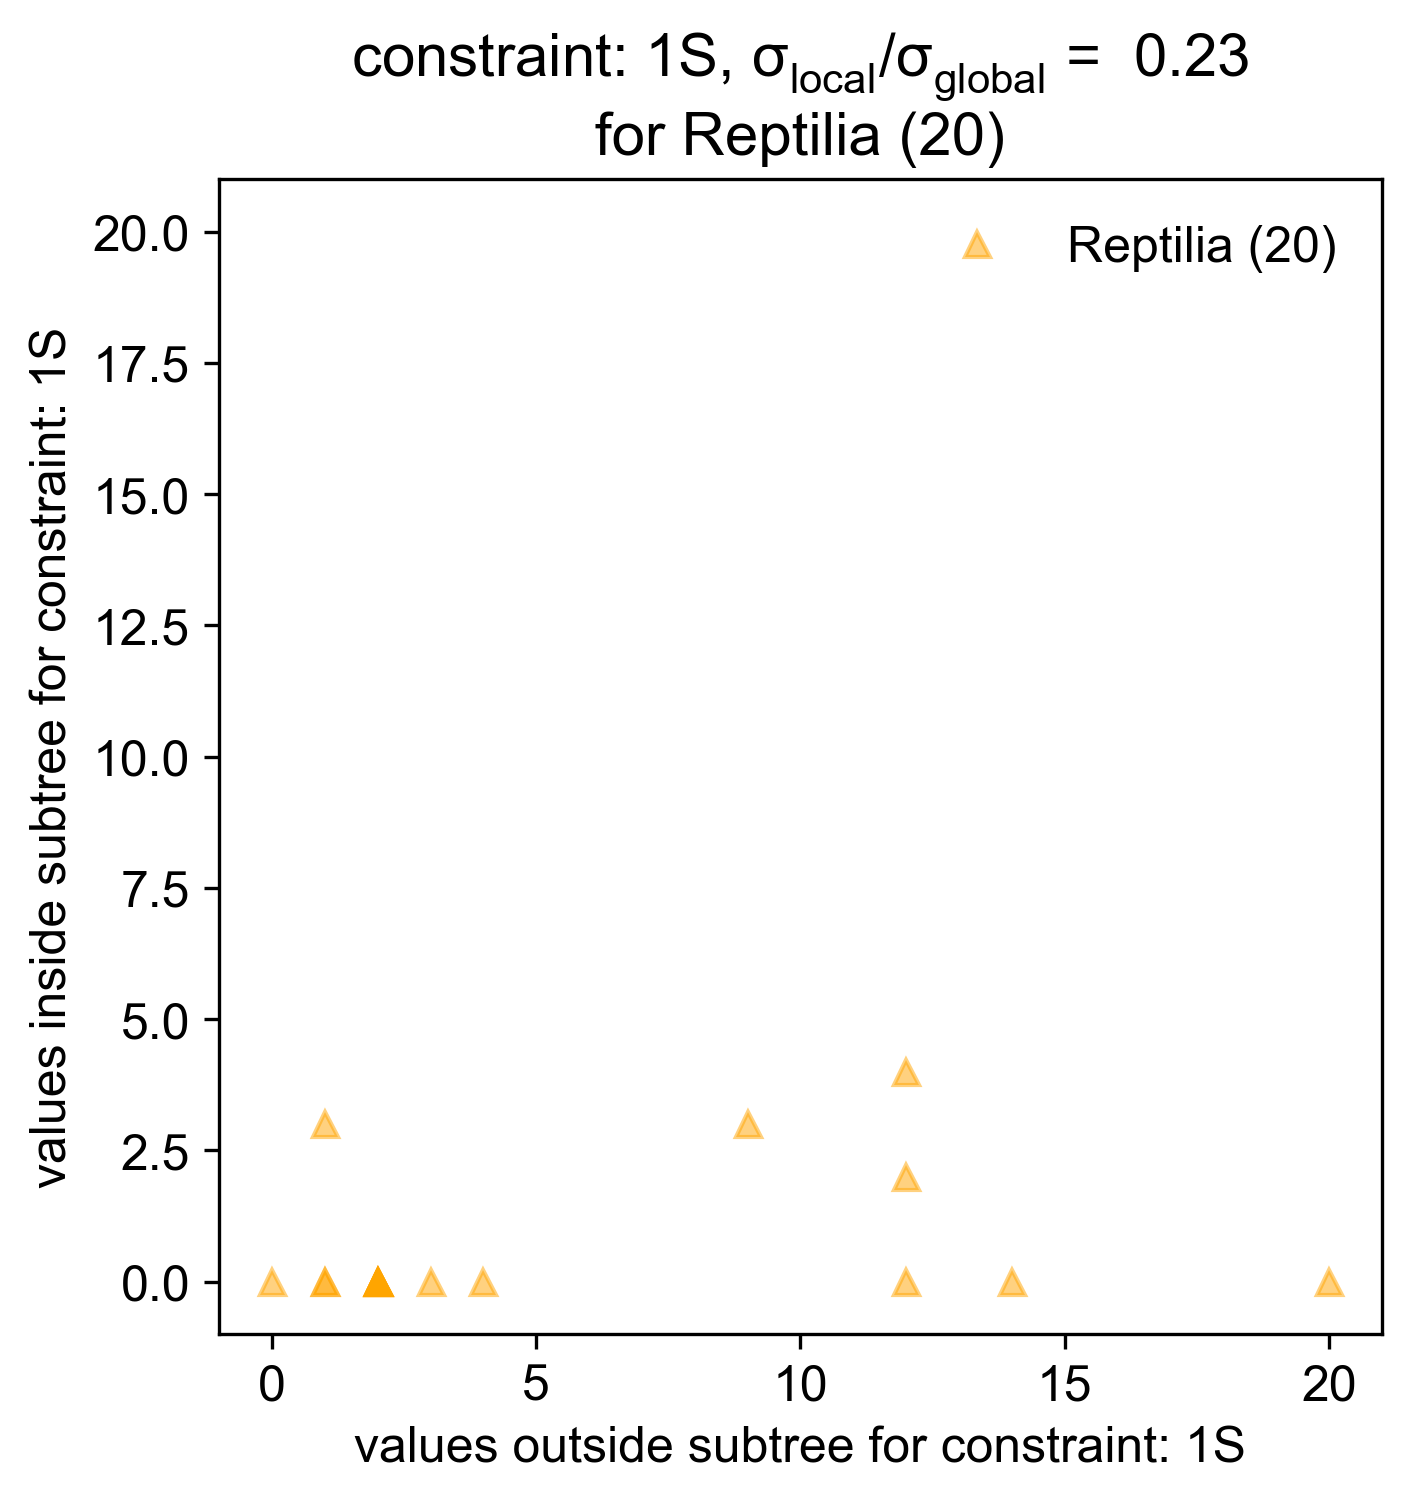 constraint: 1S, σlocal/σglobal = 0.23
for Reptilia (20)
Reptilia (20)
values inside subtree for constraint: 1S
20.0
17.5
15.0
12.5
10.0
7.5
5.0
2.5
0.0
0 5 10 15 20
values outside subtree for constraint: 1S